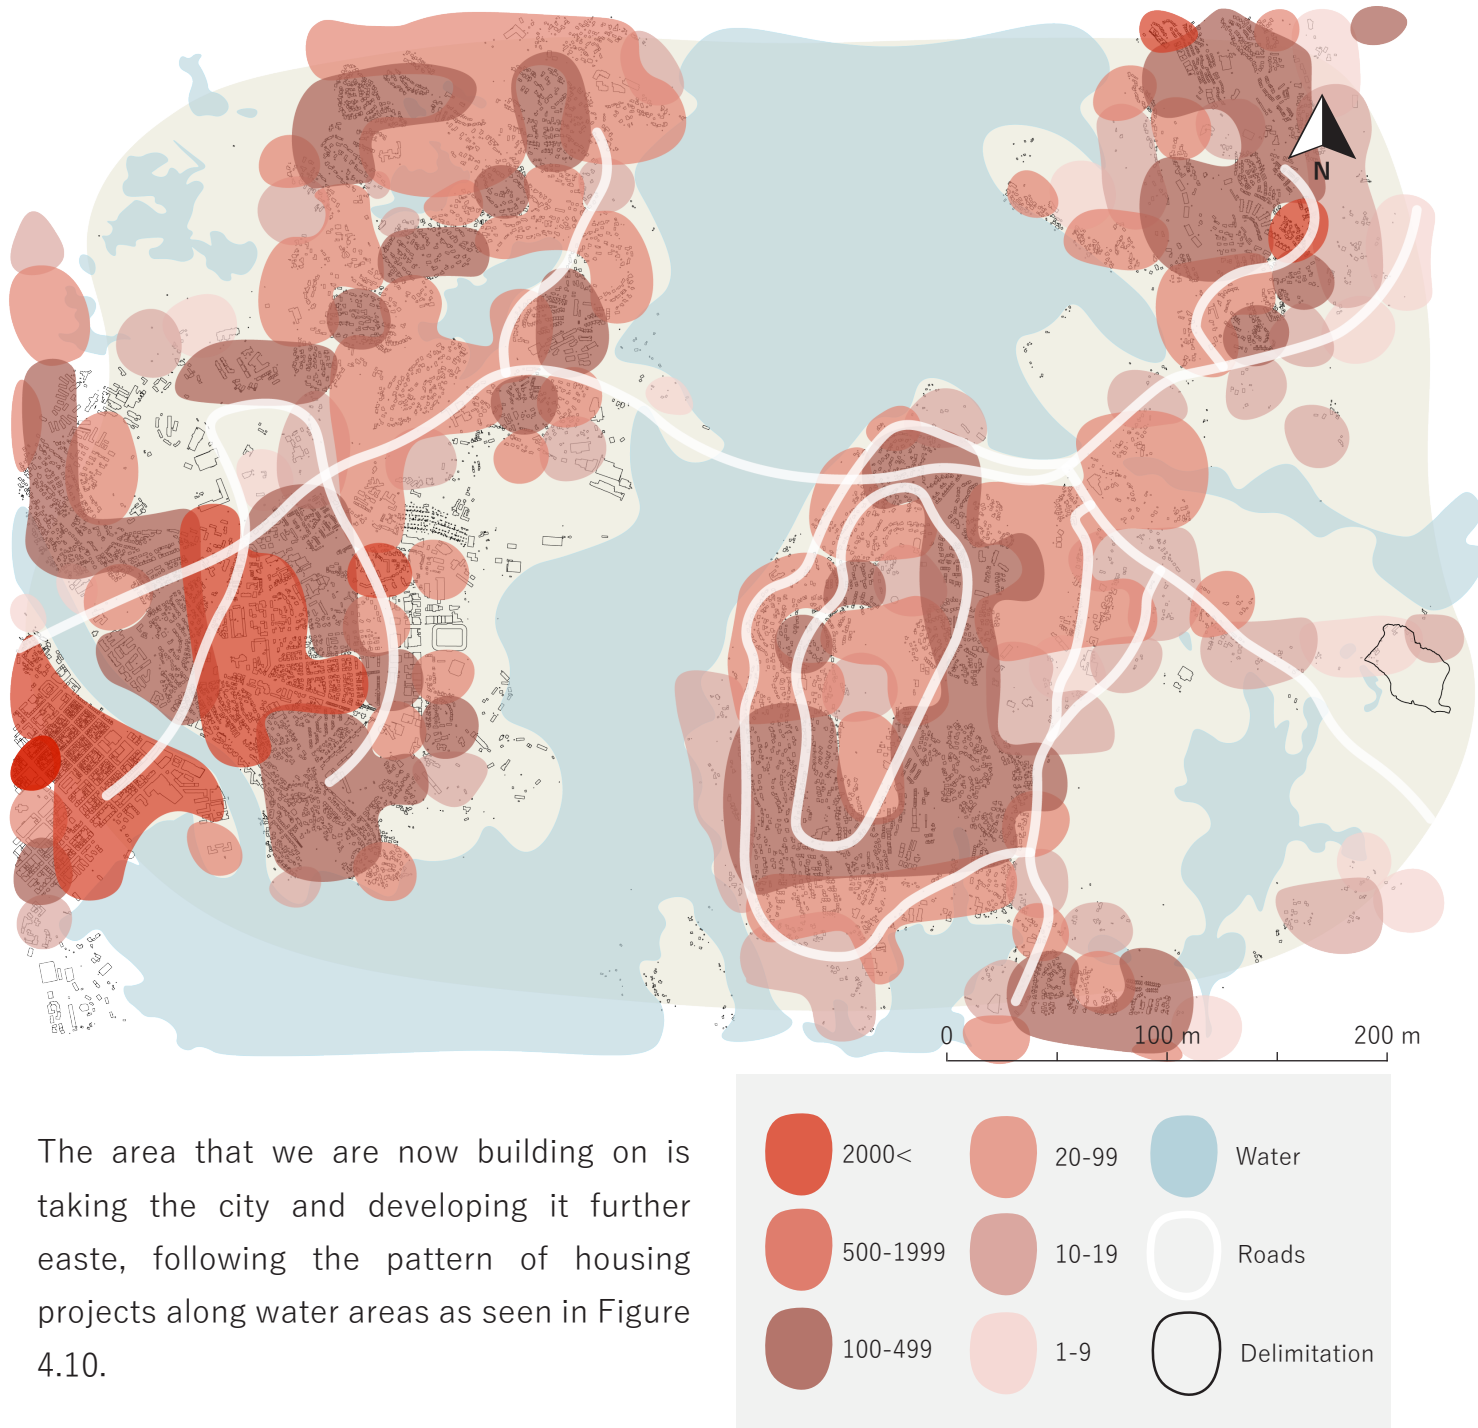 N
0 100 m 200 m
The area that we are now building on is
taking the city and developing it further
easte, following the pattern of housing
projects along water areas as seen in Figure
4.10.
2000<
20-99
Water
500-1999
10-19
Roads
100-499
1-9
Delimitation